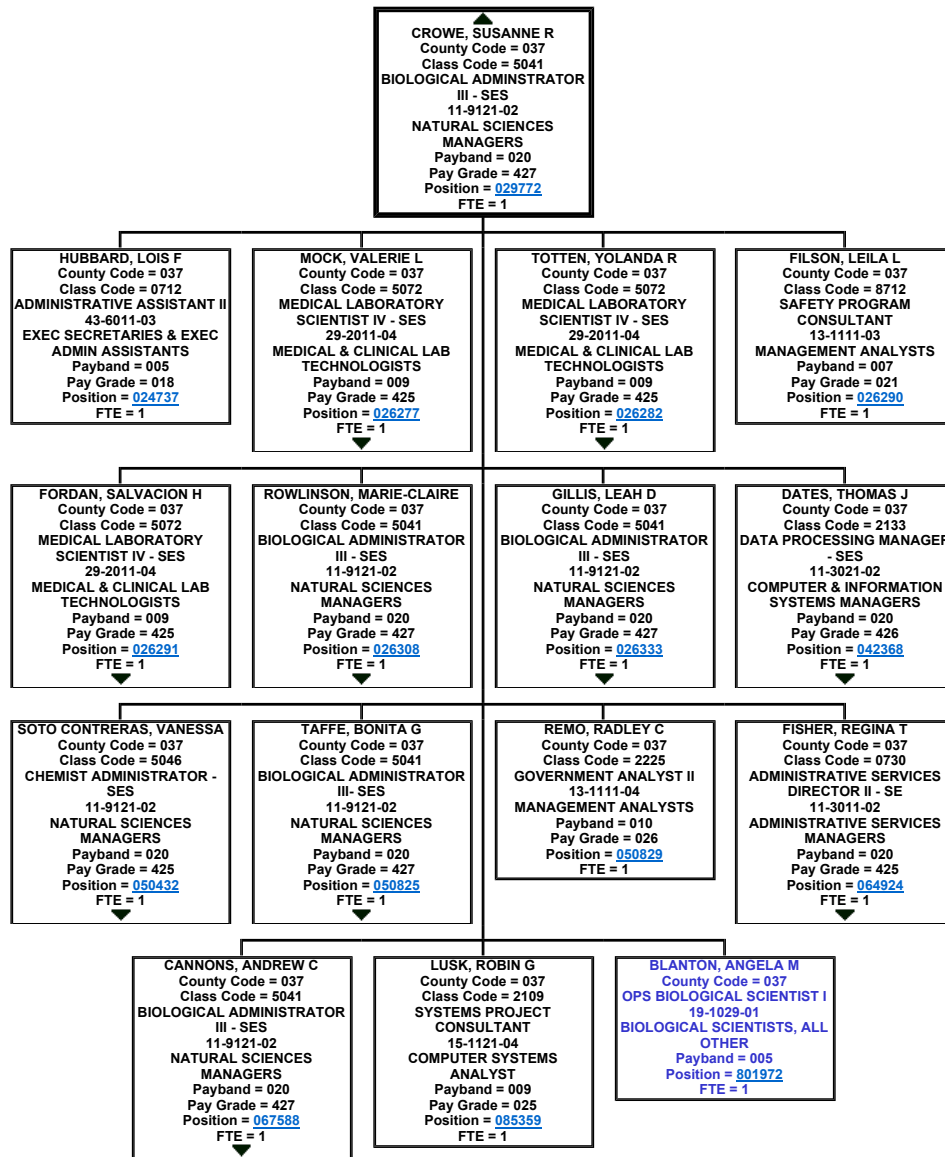 CROWE, SUSANNE R
County Code = 037
Class Code = 5041
BIOLOGICAL ADMINSTRATOR
III - SES
11-9121-02
NATURAL SCIENCES
MANAGERS
Payband = 020
Pay Grade = 427
Position = 029772
FTE = 1
HUBBARD, LOIS F
County Code = 037
Class Code = 0712
ADMINISTRATIVE ASSISTANT II
43-6011-03
EXEC SECRETARIES & EXEC
ADMIN ASSISTANTS
Payband = 005
Pay Grade = 018
Position = 024737
FTE = 1
MOCK, VALERIE L
County Code = 037
Class Code = 5072
MEDICAL LABORATORY
SCIENTIST IV - SES
29-2011-04
MEDICAL & CLINICAL LAB
TECHNOLOGISTS
Payband = 009
Pay Grade = 425
Position = 026277
FTE = 1
TOTTEN, YOLANDA R
County Code = 037
Class Code = 5072
MEDICAL LABORATORY
SCIENTIST IV - SES
29-2011-04
MEDICAL & CLINICAL LAB
TECHNOLOGISTS
Payband = 009
Pay Grade = 425
Position = 026282
FTE = 1
FILSON, LEILA L
County Code = 037
Class Code = 8712
SAFETY PROGRAM
CONSULTANT
13-1111-03
MANAGEMENT ANALYSTS
Payband = 007
Pay Grade = 021
Position = 026290
FTE = 1
FORDAN, SALVACION H
County Code = 037
Class Code = 5072
MEDICAL LABORATORY
SCIENTIST IV - SES
29-2011-04
MEDICAL & CLINICAL LAB
TECHNOLOGISTS
Payband = 009
Pay Grade = 425
Position = 026291
FTE = 1
ROWLINSON, MARIE-CLAIRE
County Code = 037
Class Code = 5041
BIOLOGICAL ADMINISTRATOR
III - SES
11-9121-02
NATURAL SCIENCES
MANAGERS
Payband = 020
Pay Grade = 427
Position = 026308
FTE = 1
GILLIS, LEAH D
County Code = 037
Class Code = 5041
BIOLOGICAL ADMINISTRATOR
III - SES
11-9121-02
NATURAL SCIENCES
MANAGERS
Payband = 020
Pay Grade = 427
Position = 026333
FTE = 1
DATES, THOMAS J
County Code = 037
Class Code = 2133
DATA PROCESSING MANAGER
- SES
11-3021-02
COMPUTER & INFORMATION
SYSTEMS MANAGERS
Payband = 020
Pay Grade = 426
Position = 042368
FTE = 1
SOTO CONTRERAS, VANESSA
County Code = 037
Class Code = 5046
CHEMIST ADMINISTRATOR -
SES
11-9121-02
NATURAL SCIENCES
MANAGERS
Payband = 020
Pay Grade = 425
Position = 050432
FTE = 1
TAFFE, BONITA G
County Code = 037
Class Code = 5041
BIOLOGICAL ADMINISTRATOR
III- SES
11-9121-02
NATURAL SCIENCES
MANAGERS
Payband = 020
Pay Grade = 427
Position = 050825
FTE = 1
REMO, RADLEY C
County Code = 037
Class Code = 2225
GOVERNMENT ANALYST II
13-1111-04
MANAGEMENT ANALYSTS
Payband = 010
Pay Grade = 026
Position = 050829
FTE = 1
FISHER, REGINA T
County Code = 037
Class Code = 0730
ADMINISTRATIVE SERVICES
DIRECTOR II - SE
11-3011-02
ADMINISTRATIVE SERVICES
MANAGERS
Payband = 020
Pay Grade = 425
Position = 064924
FTE = 1
CANNONS, ANDREW C
County Code = 037
Class Code = 5041
BIOLOGICAL ADMINISTRATOR
III - SES
11-9121-02
NATURAL SCIENCES
MANAGERS
Payband = 020
Pay Grade = 427
Position = 067588
FTE = 1
LUSK, ROBIN G
County Code = 037
Class Code = 2109
SYSTEMS PROJECT
CONSULTANT
15-1121-04
COMPUTER SYSTEMS
ANALYST
Payband = 009
Pay Grade = 025
Position = 085359
FTE = 1
BLANTON, ANGELA M
County Code = 037
OPS BIOLOGICAL SCIENTIST I
19-1029-01
BIOLOGICAL SCIENTISTS, ALL
OTHER
Payband = 005
Position = 801972
FTE = 1